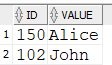 ID VALUE
1 150 Alice
2 102 John